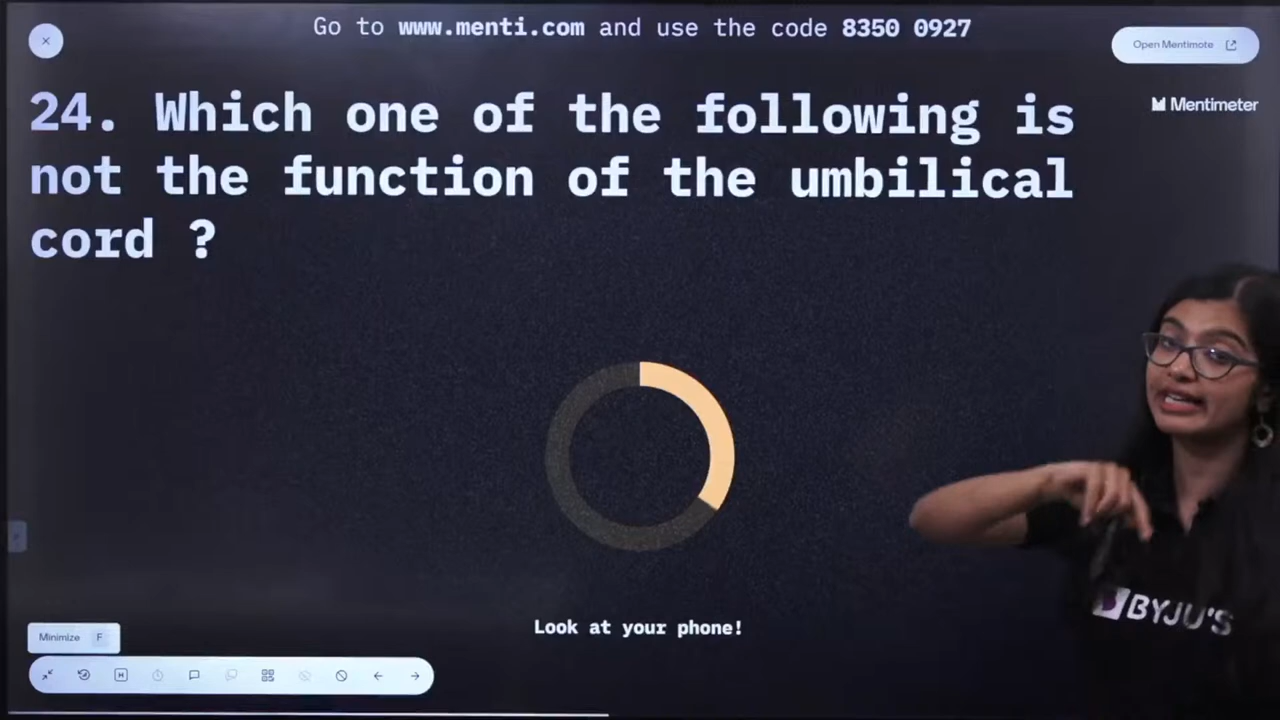 Go to www.menti.com and use the code 8350 0927
Open Mentimote
Mentimeter
24. Which one of the following is
not the function of the umbilical
cord ?
Look at your phone!
BYJU'S
Minimize F
H